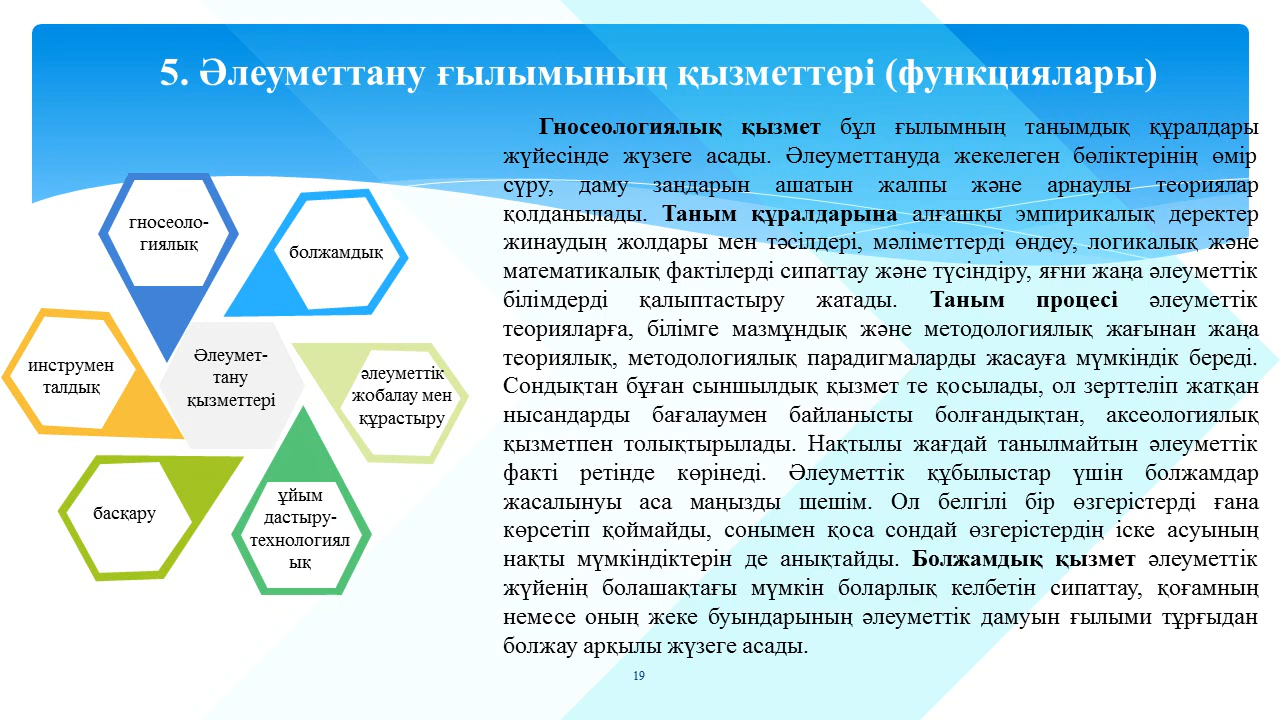 5. Әлеуметтану ғылымының қызметтері (функциялары)
гносеоло-
гиялық
болжамдық
инструмен
талдық
Әлеумет-
тану
қызметтері
әлеуметтік
жобалау мен
құрастыру
басқару
ұйым
дастыру-
технологиял
ық
Гносеологиялық қызмет бұл ғылымның танымдық құралдары
жүйесінде жүзеге асады. Әлеуметтануда жекелеген бөліктерінің өмір
сүру, даму заңдарын ашатын жалпы және арнаулы теориялар
қолданылады. Таным құралдарына алғашқы эмпирикалық деректер
жинаудың жолдары мен тәсілдері, мәліметтерді өңдеу, логикалық және
математикалық фактілерді сипаттау және түсіндіру, яғни жаңа әлеуметтік
білімдерді қалыптастыру жатады. Таным процесі әлеуметтік
теорияларға, білімге мазмұндық және методологиялық жағынан жаңа
теориялық, методологиялық парадигмаларды жасауға мүмкіндік береді.
Сондықтан бұған сыншылдық қызмет те қосылады, ол зерттеліп жатқан
нысандарды бағалаумен байланысты болғандықтан, аксеологиялық
қызметпен толықтырылады. Нақтылы жағдай танылмайтын әлеуметтік
факті ретінде көрінеді. Әлеуметтік құбылыстар үшін болжамдар
жасалынуы аса маңызды шешім. Ол белгілі бір өзгерістерді ғана
көрсетіп қоймайды, сонымен қоса сондай өзгерістердің іске асуының
нақты мүмкіндіктерін де анықтайды. Болжамдық қызмет әлеуметтік
жүйенің болашақтағы мүмкін боларлық келбетін сипаттау, қоғамның
немесе оның жеке буындарының әлеуметтік дамуын ғылыми тұрғыдан
болжау арқылы жүзеге асады.
19